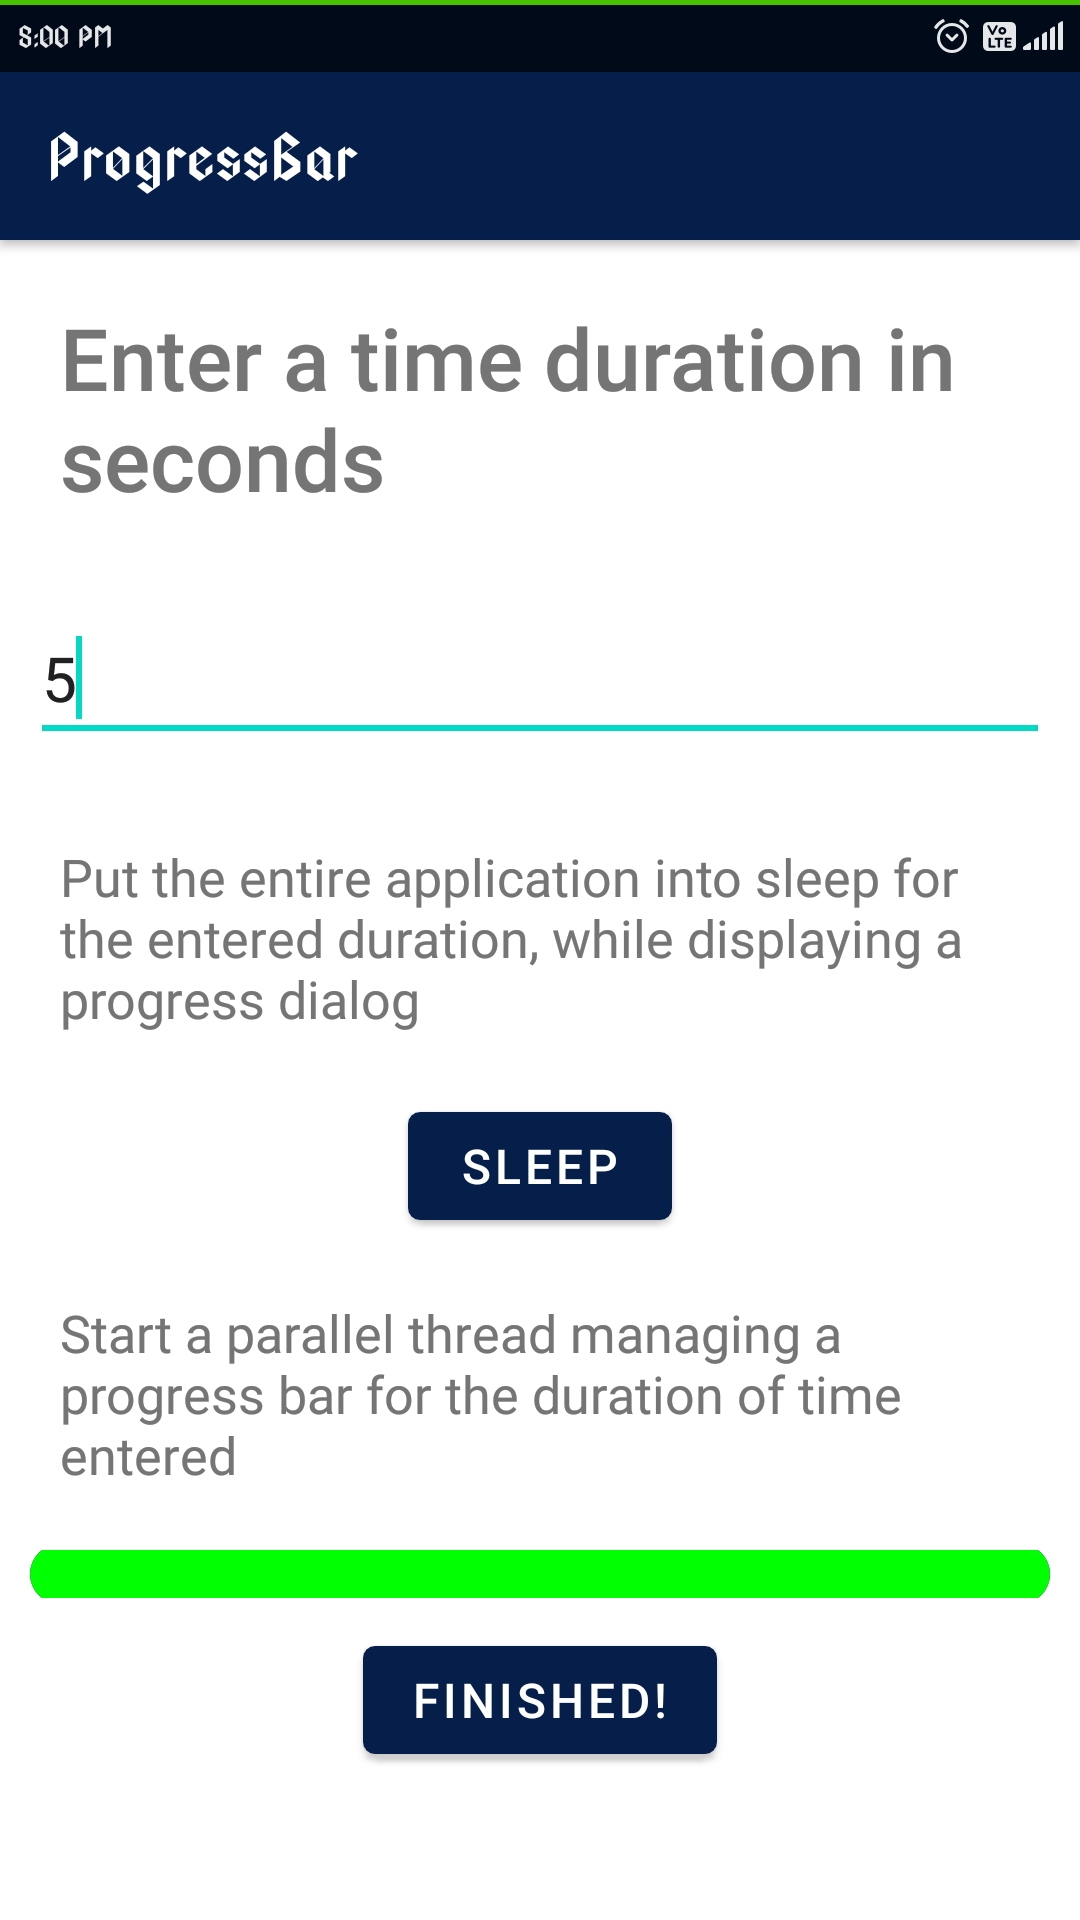 8:00 PM
Vo LTE
ProgressBar
Enter a time duration in
seconds
5
Put the entire application into sleep for
the entered duration, while displaying a
progress dialog
SLEEP
Start a parallel thread managing a
progress bar for the duration of time
entered
FINISHED!